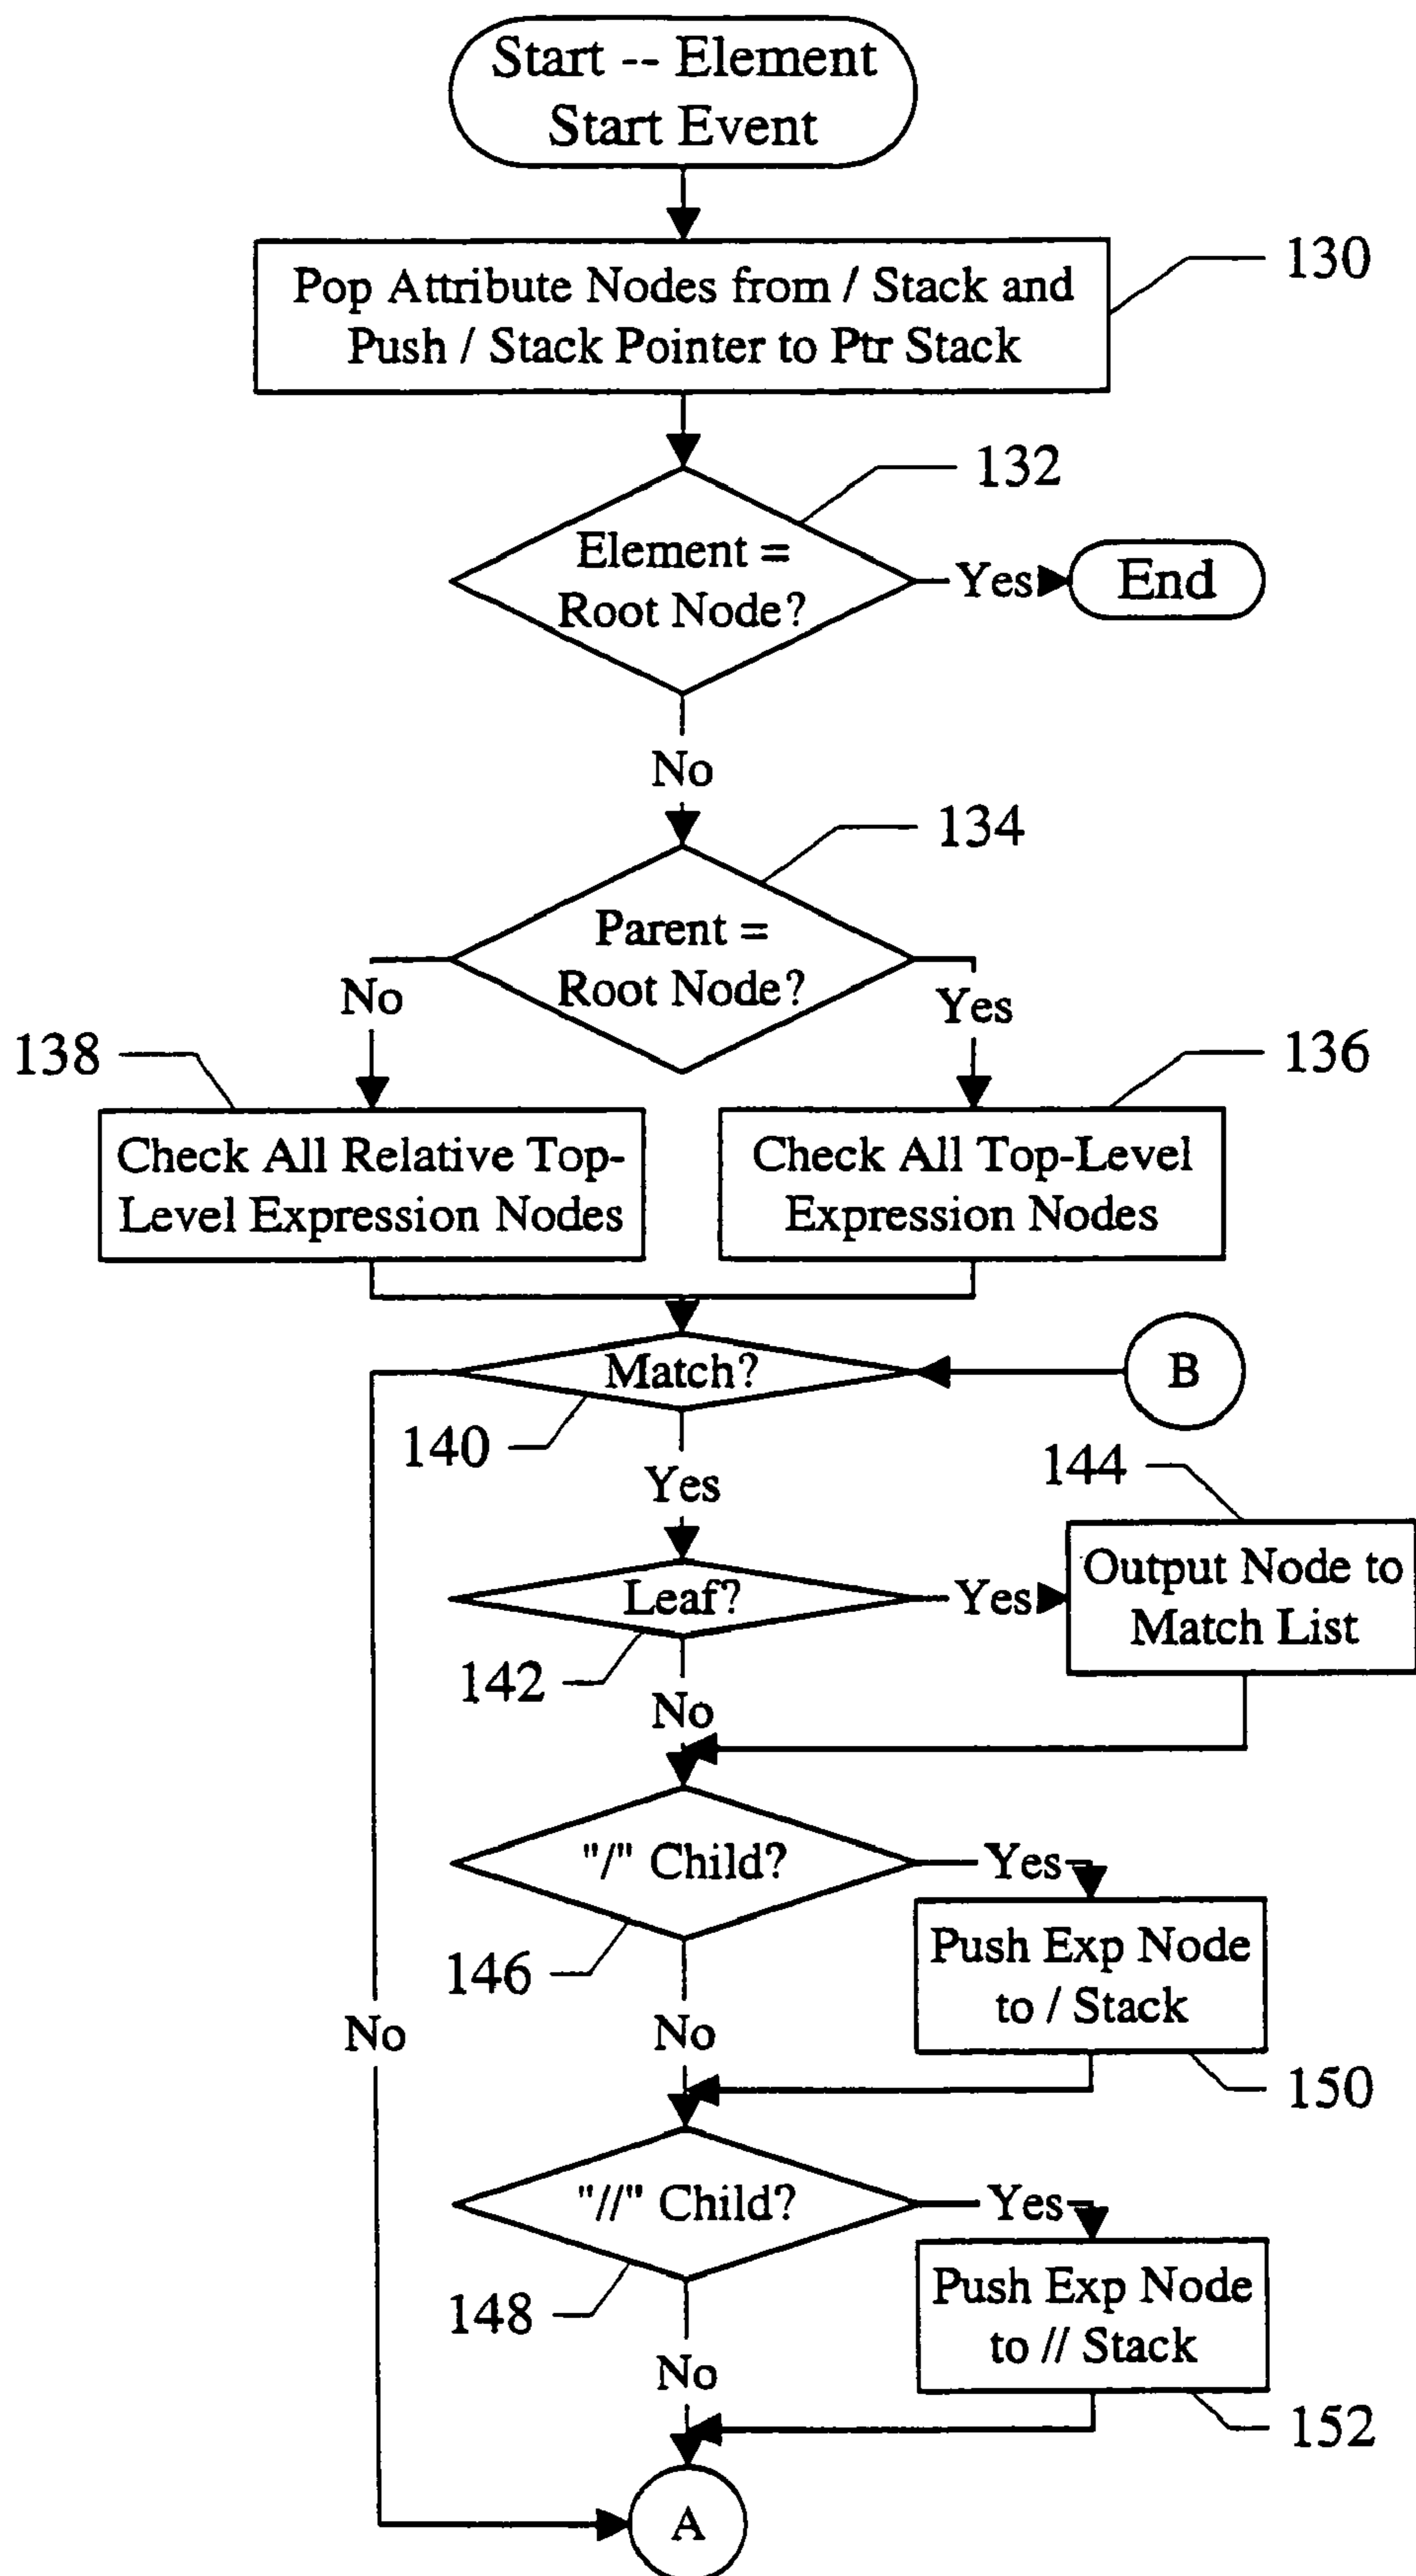 Start -- Element
Start Event
Pop Attribute Nodes from / Stack and
Push / Stack Pointer to Ptr Stack
130
132
Element =
Root Node?
Yes
End
No
134
Parent =
Root Node?
No
Yes
138
136
Check All Relative Top-
Level Expression Nodes
Check All Top-Level
Expression Nodes
Match?
B
140
Yes
144
Leaf?
Yes
Output Node to
Match List
142
No
"/" Child?
Yes
146
Push Exp Node
to / Stack
No
No
150
"//" Child?
Yes
148
Push Exp Node
to // Stack
No
152
A